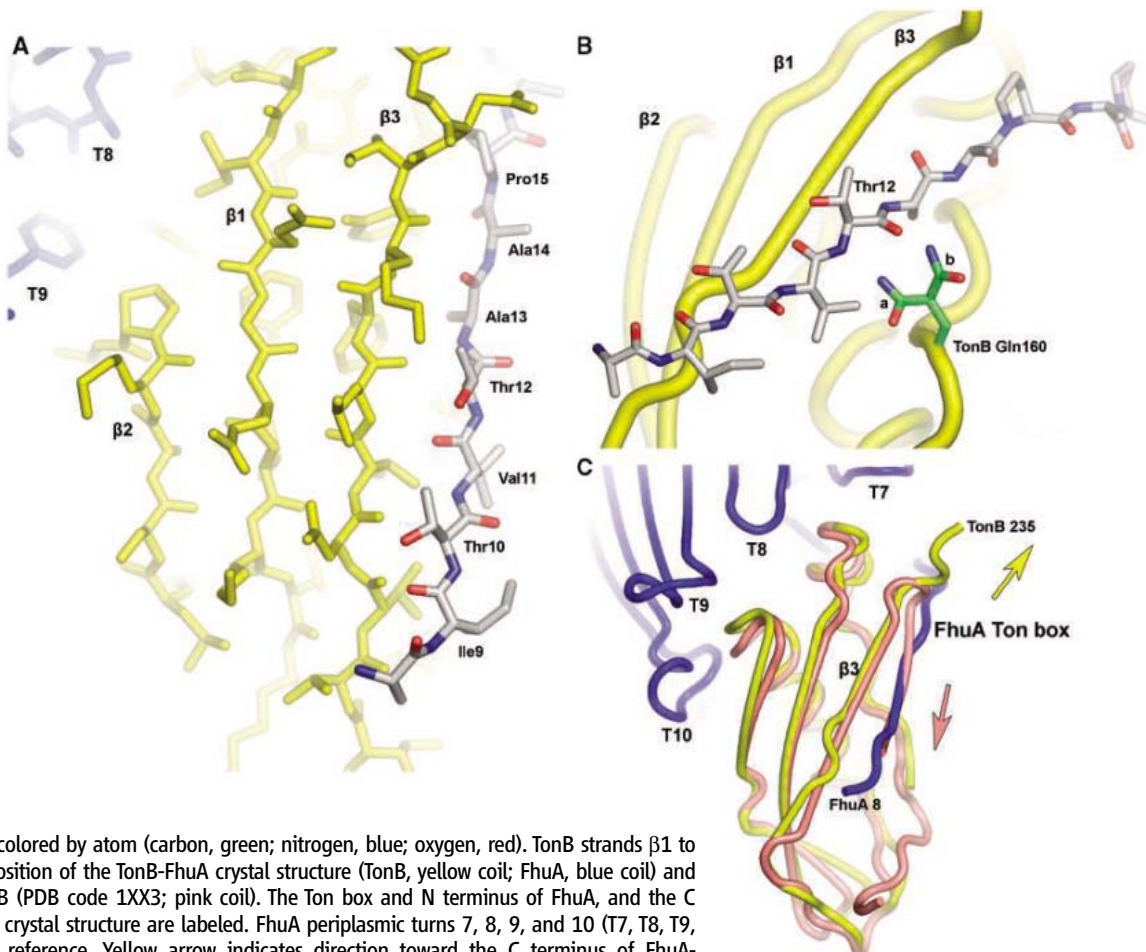 A
T8
β3
Pro15
β1
Ala14
T9
Ala13
Thr12
β2
Val11
Thr10
Ile9
B
β3
β1
β2
Thr12
b
a
TonB Gln160
C
T7
TonB 235
T8
T9
FhuA Ton box
β3
T10
FhuA 8
colored by atom (carbon, green; nitrogen, blue; oxygen, red). TonB strands β1 to
osition of the TonB-FhuA crystal structure (TonB, yellow coil; FhuA, blue coil) and
B (PDB code 1XX3; pink coil). The Ton box and N terminus of FhuA, and the C
crystal structure are labeled. FhuA periplasmic turns 7, 8, 9, and 10 (T7, T8, T9,
reference. Yellow arrow indicates direction toward the C terminus of FhuA-